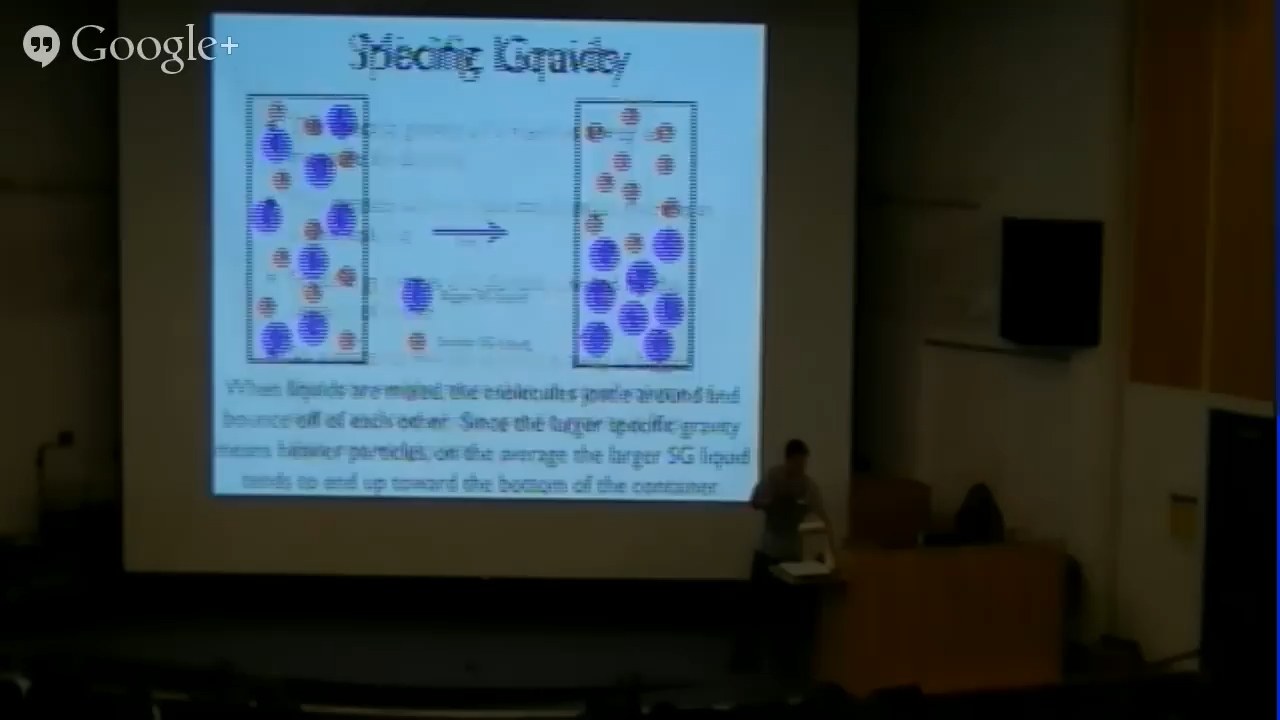 Google+
Specific Gravity
When liquids are mixed, the molecules jostle around and
bounce off of each other. Since the larger specific gravity
means heavier particles, on the average the larger SG liquid
tends to end up toward the bottom of the container